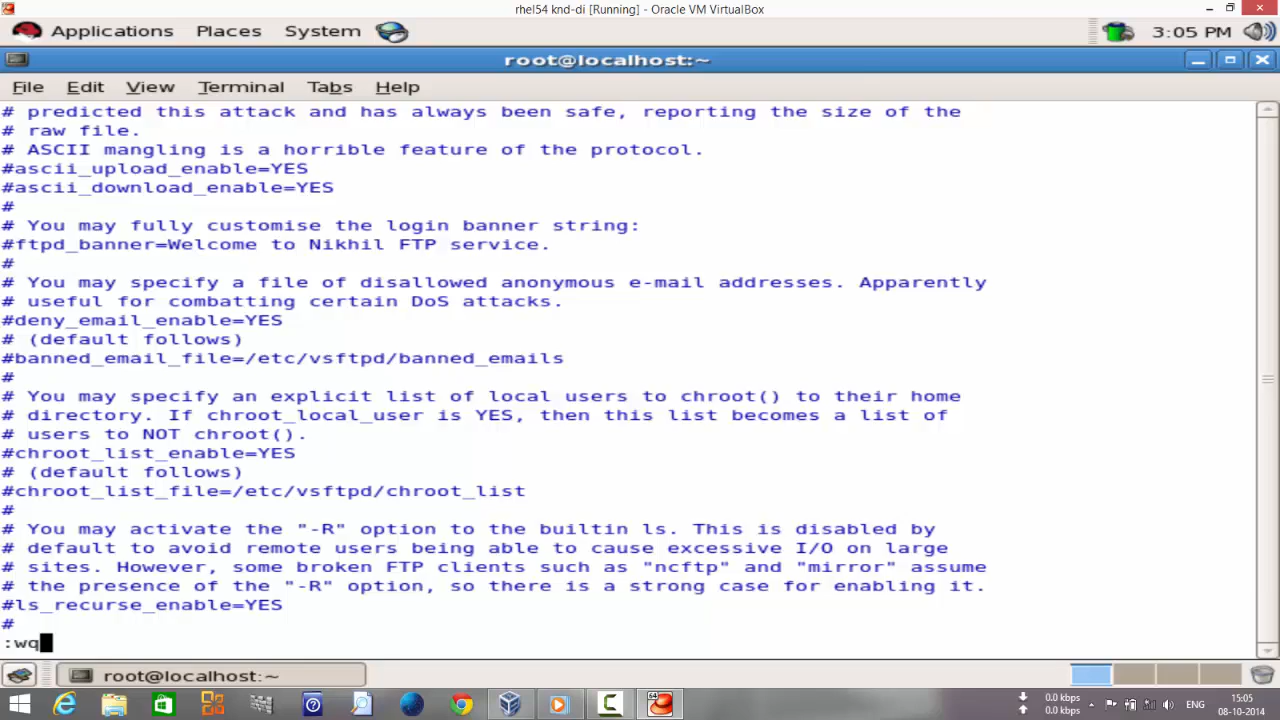 rhel54 knd-di [Running] - Oracle VM VirtualBox
Applications Places System 3:05 PM
root@localhost:~
File Edit View Terminal Tabs Help
# predicted this attack and has always been safe, reporting the size of the
# raw file.
# ASCII mangling is a horrible feature of the protocol.
#ascii_upload_enable=YES
#ascii_download_enable=YES
#
# You may fully customise the login banner string:
#ftpd_banner=Welcome to Nikhil FTP service.
#
# You may specify a file of disallowed anonymous e-mail addresses. Apparently
# useful for combatting certain DoS attacks.
#deny_email_enable=YES
# (default follows)
#banned_email_file=/etc/vsftpd/banned_emails
#
# You may specify an explicit list of local users to chroot() to their home
# directory. If chroot_local_user is YES, then this list becomes a list of
# users to NOT chroot().
#chroot_list_enable=YES
# (default follows)
#chroot_list_file=/etc/vsftpd/chroot_list
#
# You may activate the "-R" option to the builtin ls. This is disabled by
# default to avoid remote users being able to cause excessive I/O on large
# sites. However, some broken FTP clients such as "ncftp" and "mirror" assume
# the presence of the "-R" option, so there is a strong case for enabling it.
#ls_recurse_enable=YES
#
:wq
root@localhost:~
0.0 kbps
0.0 kbps
ENG
15:05
08-10-2014